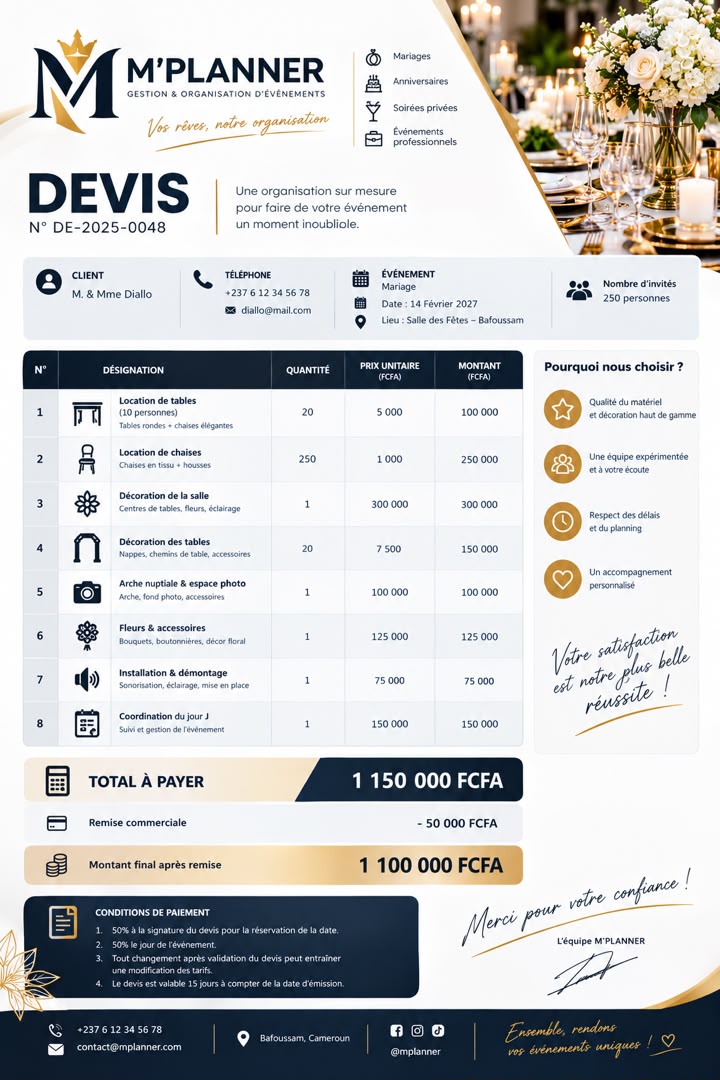 M'PLANNER
GESTION & ORGANISATION D'ÉVÉNEMENTS
Vos rêves, notre organisation
Mariages
Anniversaires
Soirées privées
Événements
professionnels
DEVIS
N° DE-2025-0048
Une organisation sur mesure
pour faire de votre événement
un moment inoubliole.
CLIENT
M. & Mme Diallo
TÉLÉPHONE
+237 6 12 34 56 78
diallo@mail.com
ÉVÉNEMENT
Mariage
Date : 14 Février 2027
Lieu : Salle des Fêtes – Bafoussam
Nombre d'invités
250 personnes
N° DÉSIGNATION QUANTITÉ PRIX UNITAIRE (FCFA) MONTANT (FCFA)
1 Location de tables 20 5 000 100 000
(10 personnes)
Tables rondes + chaises élégantes
2 Location de chaises 250 1 000 250 000
Chaises en tissu + housses
3 Décoration de la salle 1 300 000 300 000
Centres de tables, fleurs, éclairage
4 Décoration des tables 20 7 500 150 000
Nappes, chemins de table, accessoires
5 Arche nuptiale & espace photo 1 100 000 100 000
Arche, fond photo, accessoires
6 Fleurs & accessoires 1 125 000 125 000
Bouquets, boutonnières, décor floral
7 Installation & démontage 1 75 000 75 000
Sonorisation, éclairage, mise en place
8 Coordination du jour J 1 150 000 150 000
Suivi et gestion de l'événement
Pourquoi nous choisir ?
Qualité du matériel
et décoration haut de gamme
Une équipe expérimentée
et à votre écoute
Respect des délais
et du planning
Un accompagnement
personnalisé
Votre satisfaction
est notre plus belle
réussite !
TOTAL À PAYER 1 150 000 FCFA
Remise commerciale - 50 000 FCFA
Montant final après remise 1 100 000 FCFA
CONDITIONS DE PAIEMENT
1. 50% à la signature du devis pour la réservation de la date.
2. 50% le jour de l'événement.
3. Tout changement après validation du devis peut entraîner
une modification des tarifs.
4. Le devis est valable 15 jours à compter de la date d'émission.
Merci pour votre confiance !
L'équipe M'PLANNER
+237 6 12 34 56 78
contact@mplanner.com
Bafoussam, Cameroun
@mplanner
Ensemble, rendons
vos événements uniques !